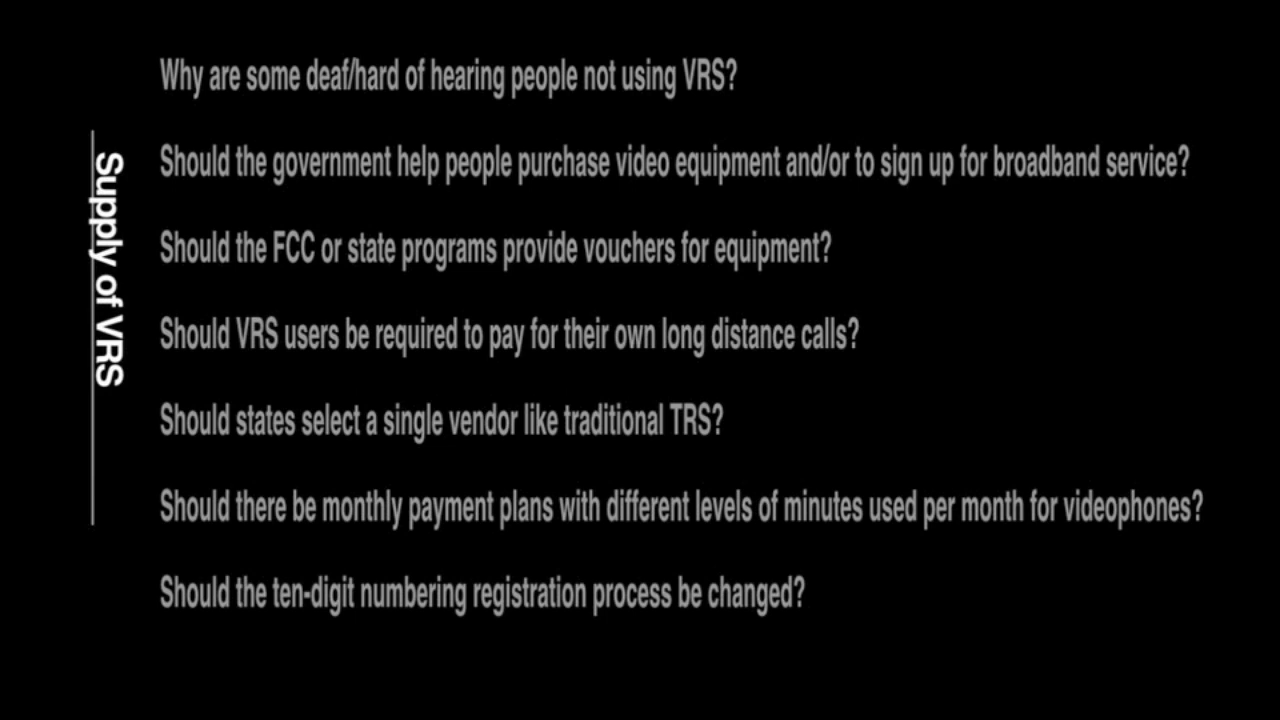 Supply of VRS
Why are some deaf/hard of hearing people not using VRS?
Should the government help people purchase video equipment and/or to sign up for broadband service?
Should the FCC or state programs provide vouchers for equipment?
Should VRS users be required to pay for their own long distance calls?
Should states select a single vendor like traditional TRS?
Should there be monthly payment plans with different levels of minutes used per month for videophones?
Should the ten-digit numbering registration process be changed?